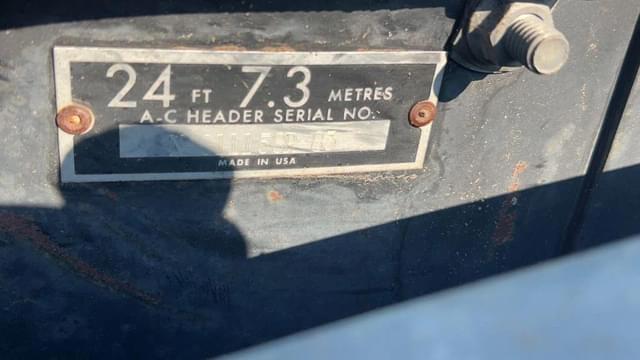 24 FT 7.3 METRES
A-C HEADER SERIAL NO.
MADE IN USA